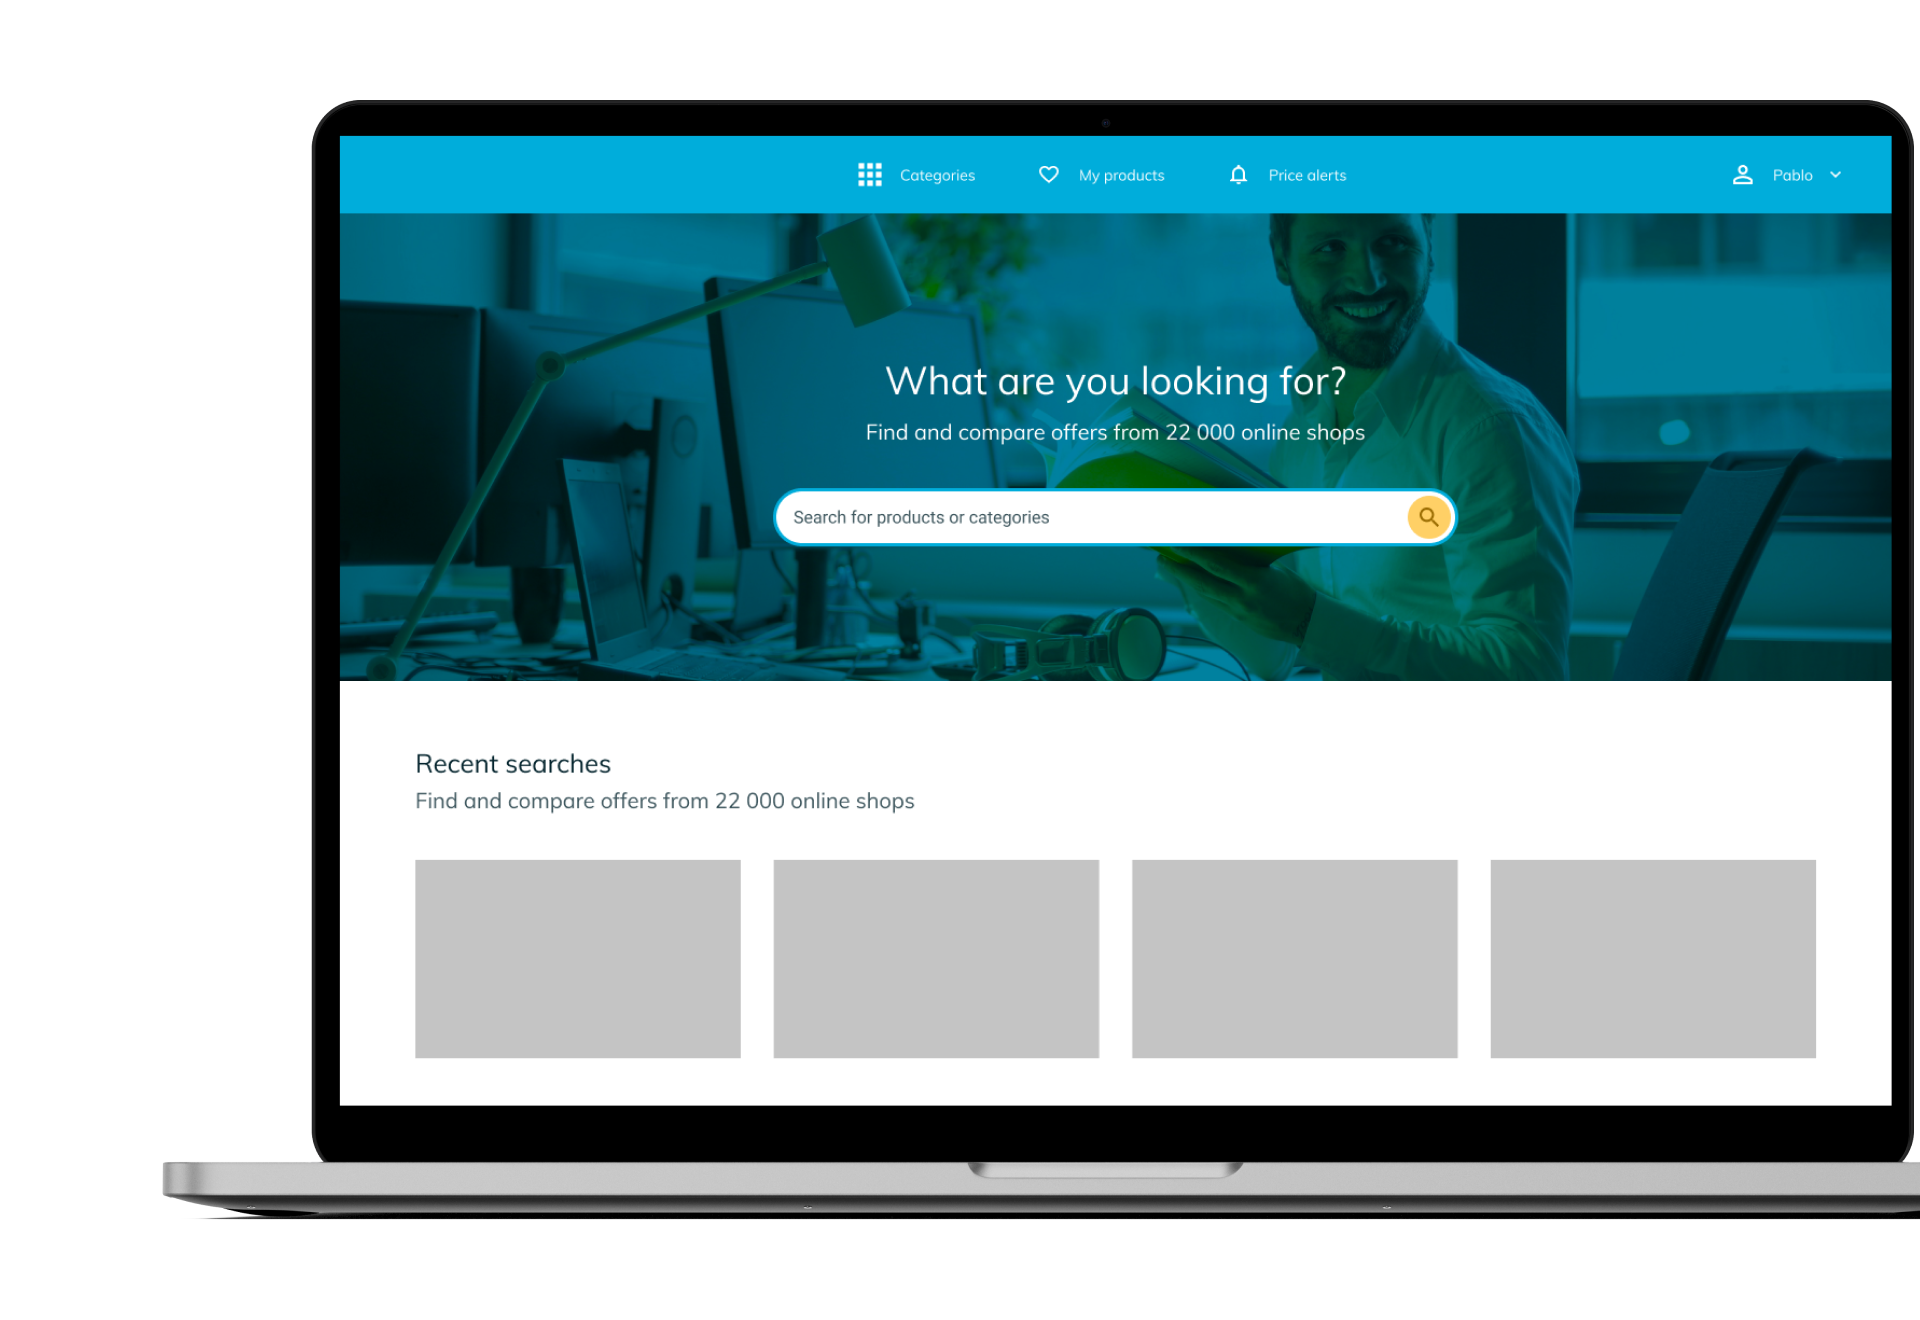 Categories
My products
Price alerts
Pablo
What are you looking for?
Find and compare offers from 22 000 online shops
Search for products or categories
Recent searches
Find and compare offers from 22 000 online shops